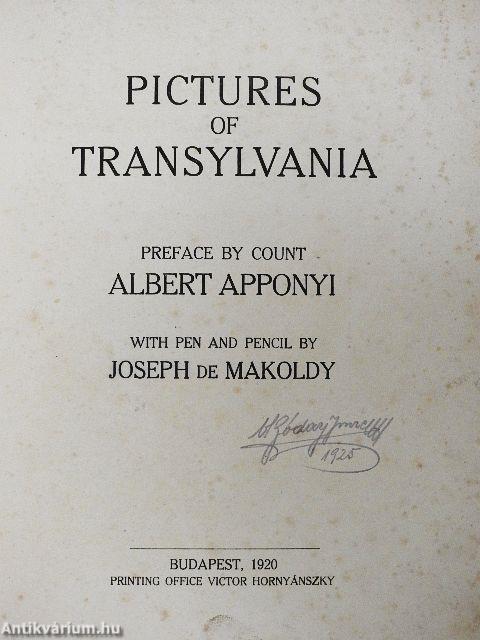 PICTURES
OF
TRANSYLVANIA
PREFACE BY COUNT
ALBERT APPONYI
WITH PEN AND PENCIL BY
JOSEPH DE MAKOLDY
1925
BUDAPEST, 1920
PRINTING OFFICE VICTOR HORNYÁNSZKY
Antikvárium.hu